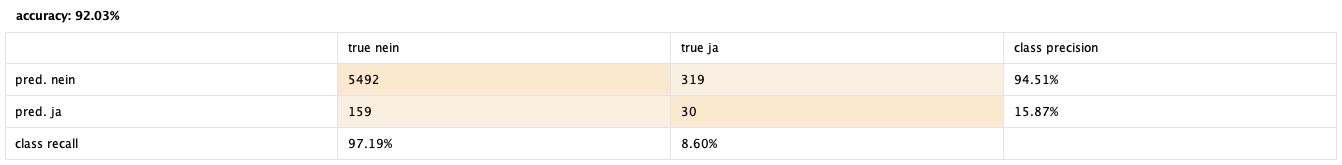 accuracy: 92.03%
true nein true ja class precision
pred. nein 5492 319 94.51%
pred. ja 159 30 15.87%
class recall 97.19% 8.60%